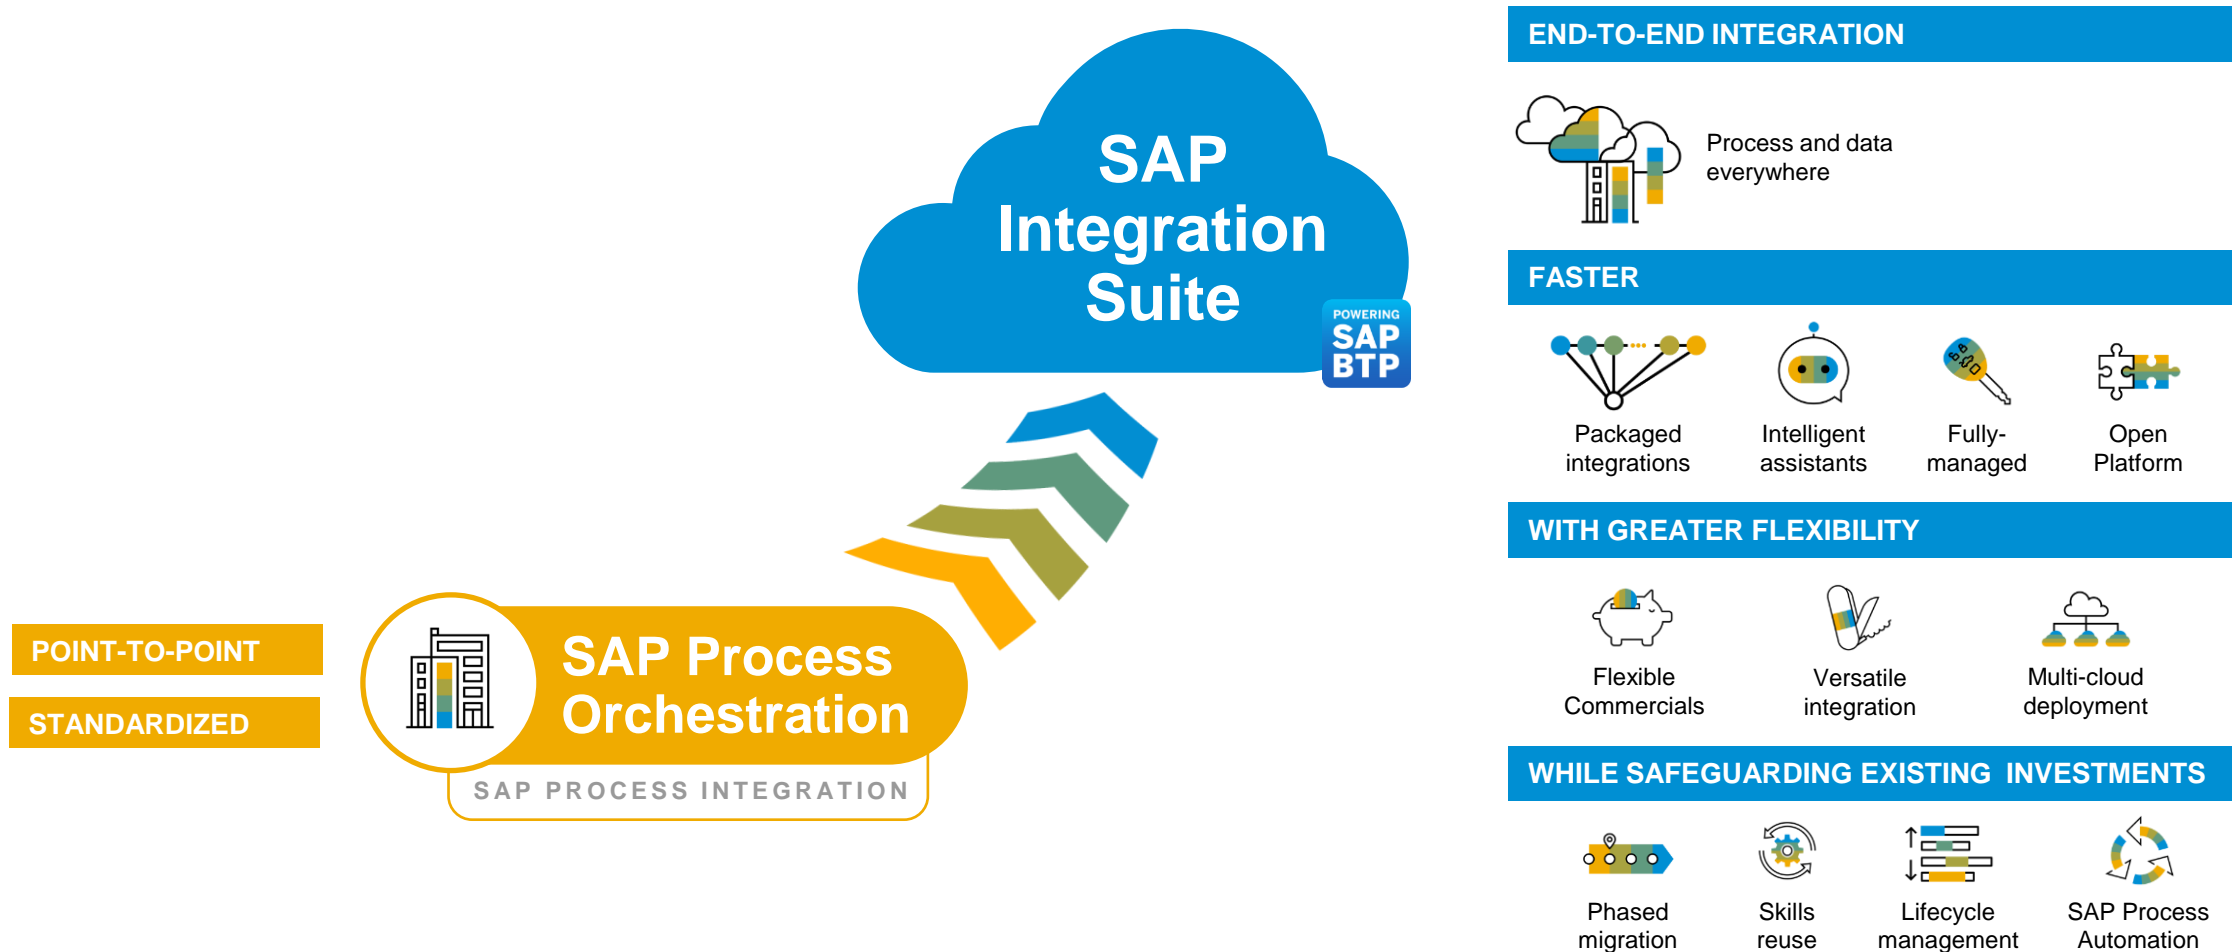 SAP
Integration
Suite
POWERING
SAP
BTP
POINT-TO-POINT
STANDARDIZED
SAP Process
Orchestration
SAP PROCESS INTEGRATION
END-TO-END INTEGRATION
Process and data
everywhere
FASTER
Packaged
integrations
Intelligent
assistants
Fully-
managed
Open
Platform
WITH GREATER FLEXIBILITY
Flexible
Commercials
Versatile
integration
Multi-cloud
deployment
WHILE SAFEGUARDING EXISTING INVESTMENTS
Phased
migration
Skills
reuse
Lifecycle
management
SAP Process
Automation